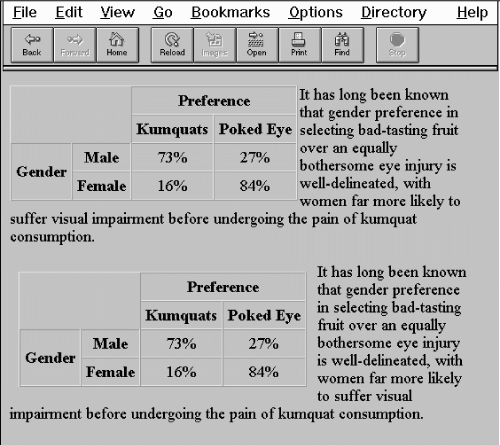 File Edit View Go Bookmarks Options Directory Help
Back Forward Home Reload Images Open Print Find Stop
Preference
Kumquats Poked Eye
Gender
Male 73% 27%
Female 16% 84%
It has long been known
that gender preference in
selecting bad-tasting fruit
over an equally
bothersome eye injury is
well-delineated, with
women far more likely to
suffer visual impairment before undergoing the pain of kumquat
consumption.
Preference
Kumquats Poked Eye
Gender
Male 73% 27%
Female 16% 84%
It has long been known
that gender preference
in selecting bad-tasting
fruit over an equally
bothersome eye injury
is well-delineated, with
women far more likely
to suffer visual
impairment before undergoing the pain of kumquat consumption.